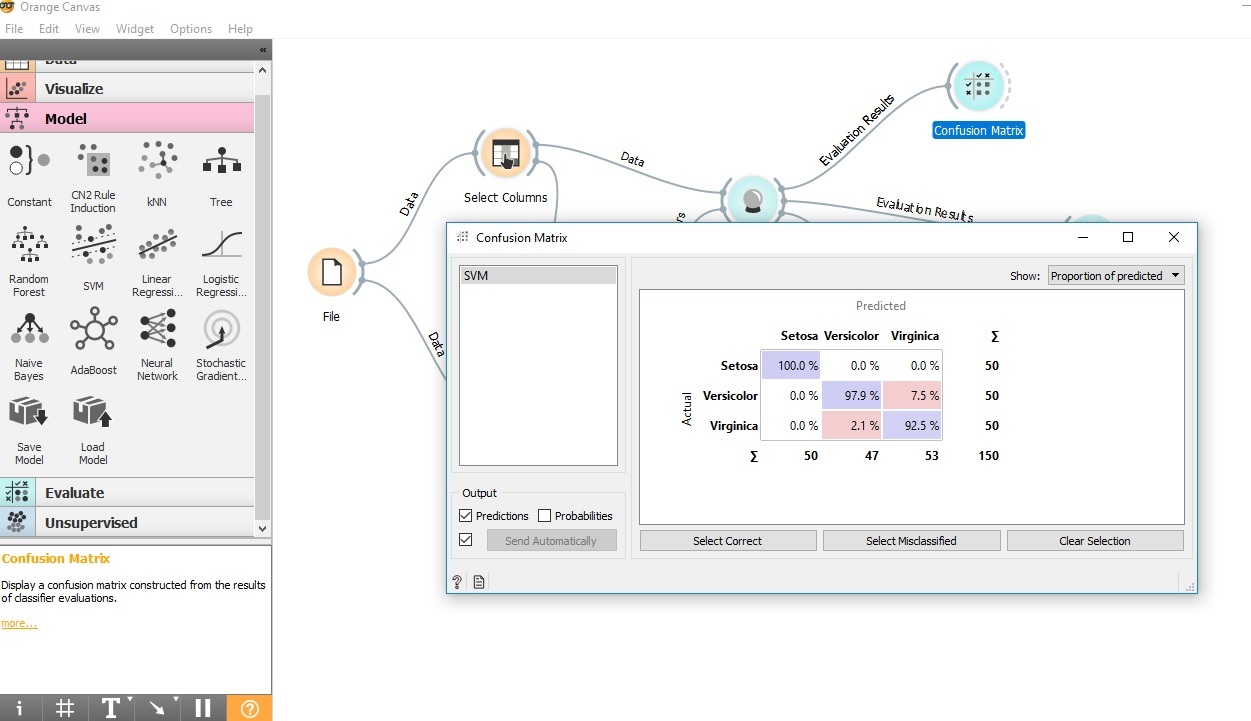 Orange Canvas
File Edit View Widget Options Help
«
Data
Visualize
Model
Constant
CN2 Rule
Induction
kNN
Tree
Random
Forest
SVM
Linear
Regressi...
Logistic
Regressi...
Naive
Bayes
AdaBoost
Neural
Network
Stochastic
Gradient...
Save
Model
Load
Model
Evaluate
Unsupervised
Confusion Matrix
Display a confusion matrix constructed from the results
of classifier evaluations.
more...
i # T ?
File
Data
Data
Select Columns
Data
rs
Evaluation Results
Evaluation Results
Confusion Matrix
Confusion Matrix
SVM
Output
Predictions Probabilities
Send Automatically
?
Show: Proportion of predicted
Predicted
Setosa Versicolor Virginica Σ
Actual
Setosa 100.0 % 0.0 % 0.0 % 50
Versicolor 0.0 % 97.9 % 7.5 % 50
Virginica 0.0 % 2.1 % 92.5 % 50
Σ 50 47 53 150
Select Correct Select Misclassified Clear Selection